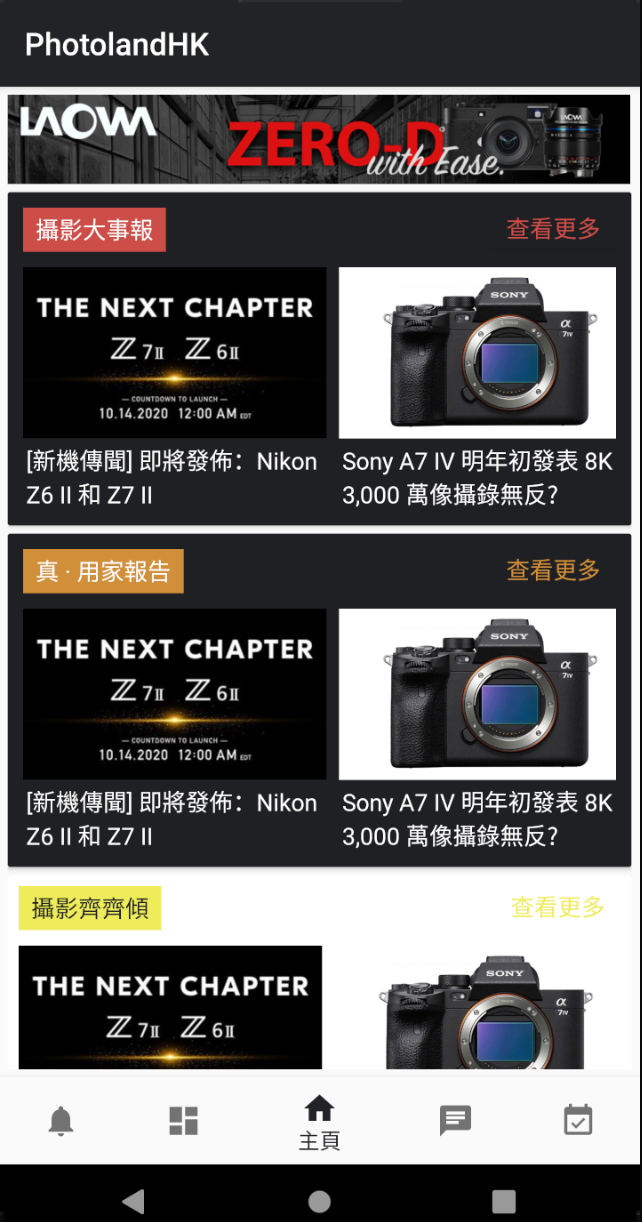 PhotolandHK
LAOWA
ZERO-D
with Ease.
LAOWA
攝影大事報
查看更多
THE NEXT CHAPTER
Z 7II Z 6II
— COUNTDOWN TO LAUNCH —
10.14.2020 12:00 AM EDT
SONY
α
7IV
[新機傳聞] 即將發佈：Nikon
Z6 II 和 Z7 II
Sony A7 IV 明年初發表 8K
3,000 萬像攝錄無反?
真 · 用家報告
查看更多
THE NEXT CHAPTER
Z 7II Z 6II
— COUNTDOWN TO LAUNCH —
10.14.2020 12:00 AM EDT
SONY
α
7IV
[新機傳聞] 即將發佈：Nikon
Z6 II 和 Z7 II
Sony A7 IV 明年初發表 8K
3,000 萬像攝錄無反?
攝影齊齊傾
查看更多
THE NEXT CHAPTER
Z 7II Z 6II
SONY
α
7IV
主頁